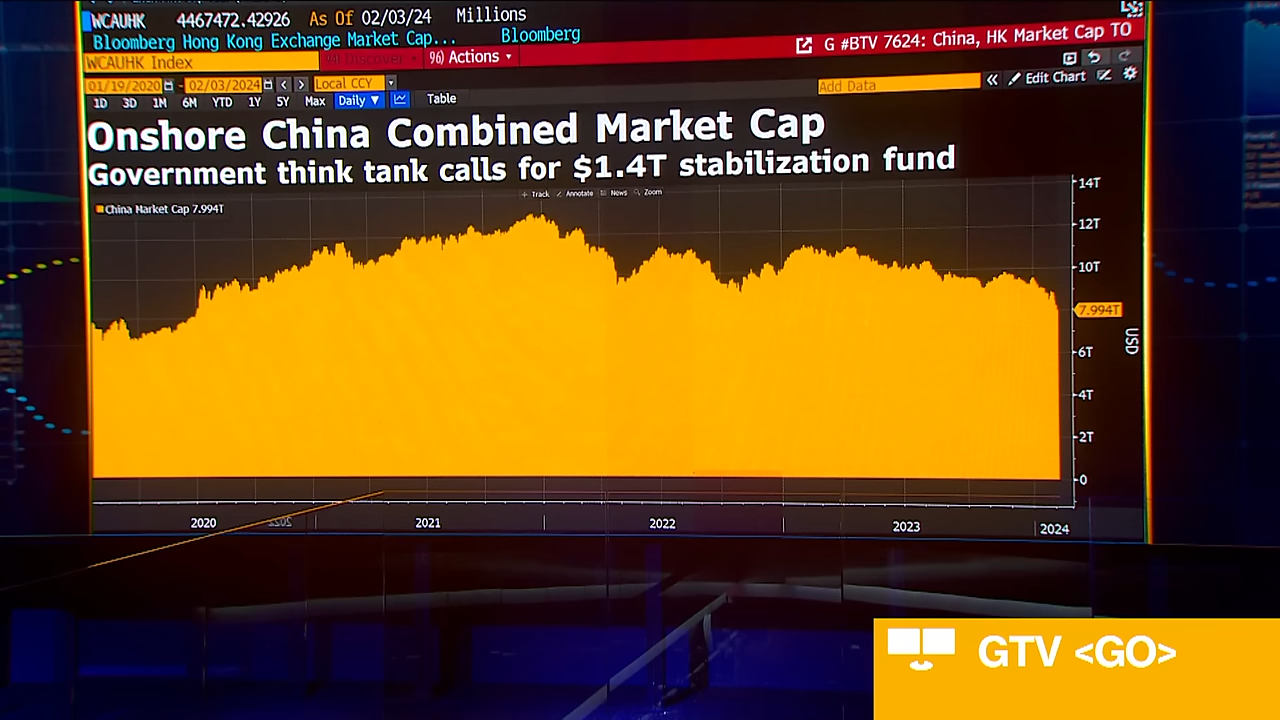 WCAUHK 4467472.42926 As Of 02/03/24 Millions
Bloomberg Hong Kong Exchange Market Cap... Bloomberg
G #BTV 7624: China, HK Market Cap TO
WCAUHK Index 94) Discover 96) Actions
01/19/2020 - 02/03/2024 Local CCY Add Data « Edit Chart
1D 3D 1M 6M YTD 1Y 5Y Max Daily ▼ Table
Onshore China Combined Market Cap
Government think tank calls for $1.4T stabilization fund
+ Track Annotate News Zoom
China Market Cap 7.994T
14T
12T
10T
7.994T
6T
4T
2T
0
USD
2020 2021 2022 2023 2024
GTV <GO>